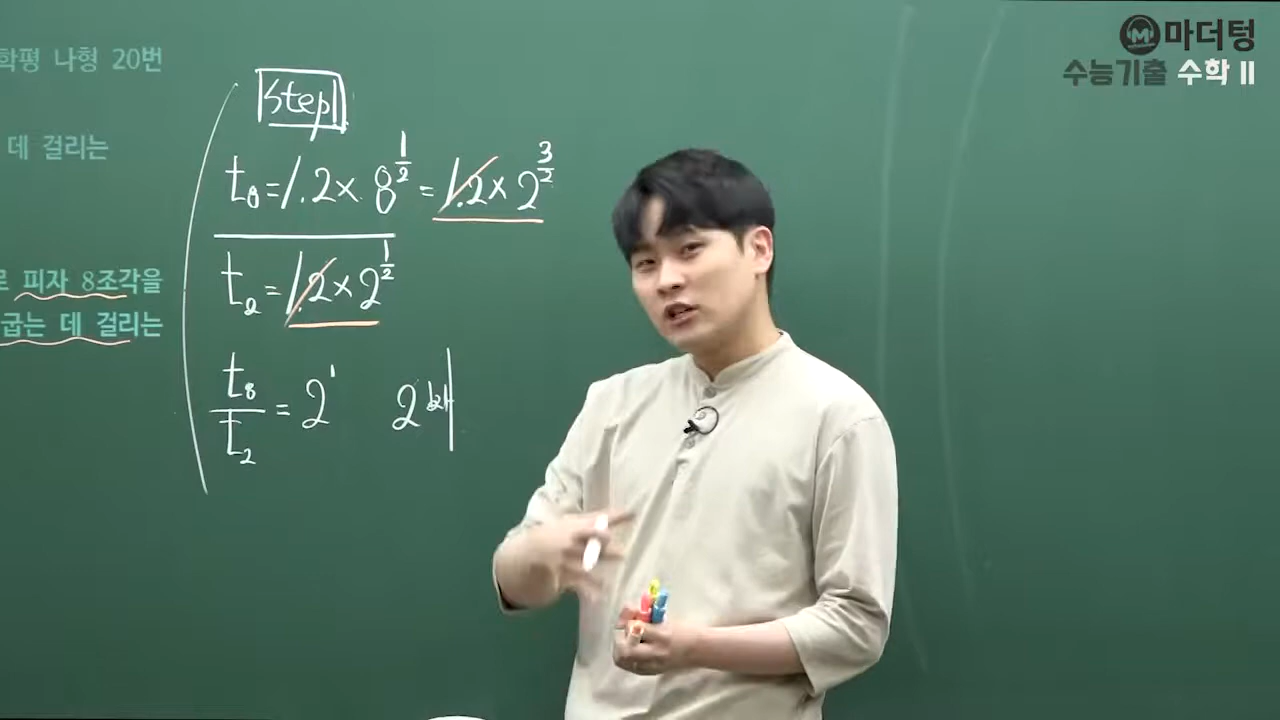 학평 나형 20번
데 걸리는
로 피자 8조각을
굽는 데 걸리는
Step1
t₈=1.2×8^{1/2}=1.2×2^{3/2}
t₂=1.2×2^{1/2}
t₈/t₂=2¹ 2배
마더텅
수능기출 수학 II